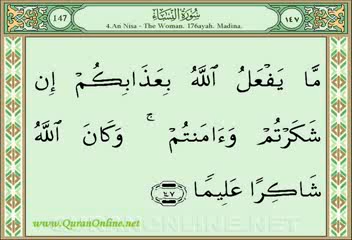 147
سُورَةُ النِّسَاءِ
١٤٧
4.An Nisa - The Woman. 176ayah. Madina.
مَّا يَفْعَلُ ٱللَّهُ بِعَذَابِكُمْ إِن
شَكَرْتُمْ وَءَامَنتُمْ ۚ وَكَانَ ٱللَّهُ
شَاكِرًا عَلِيمًا ١٤٧
www.QuranOnline.net